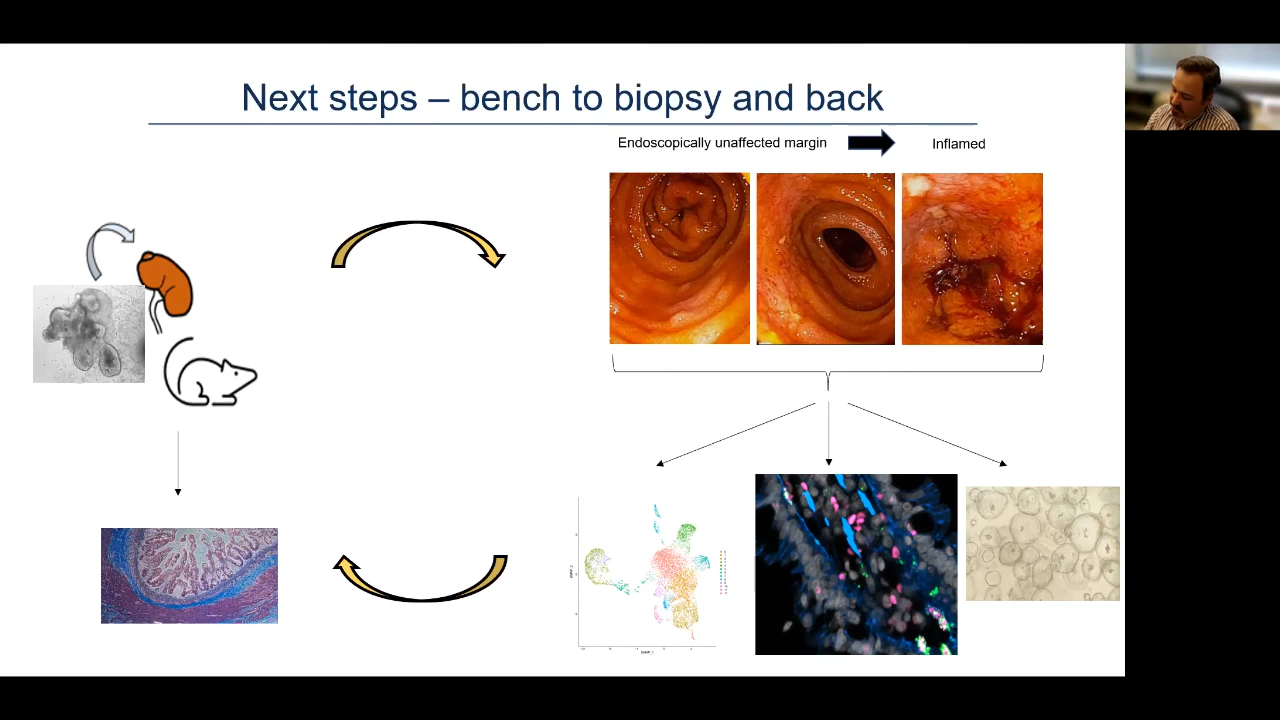 Next steps – bench to biopsy and back
Endoscopically unaffected margin
Inflamed